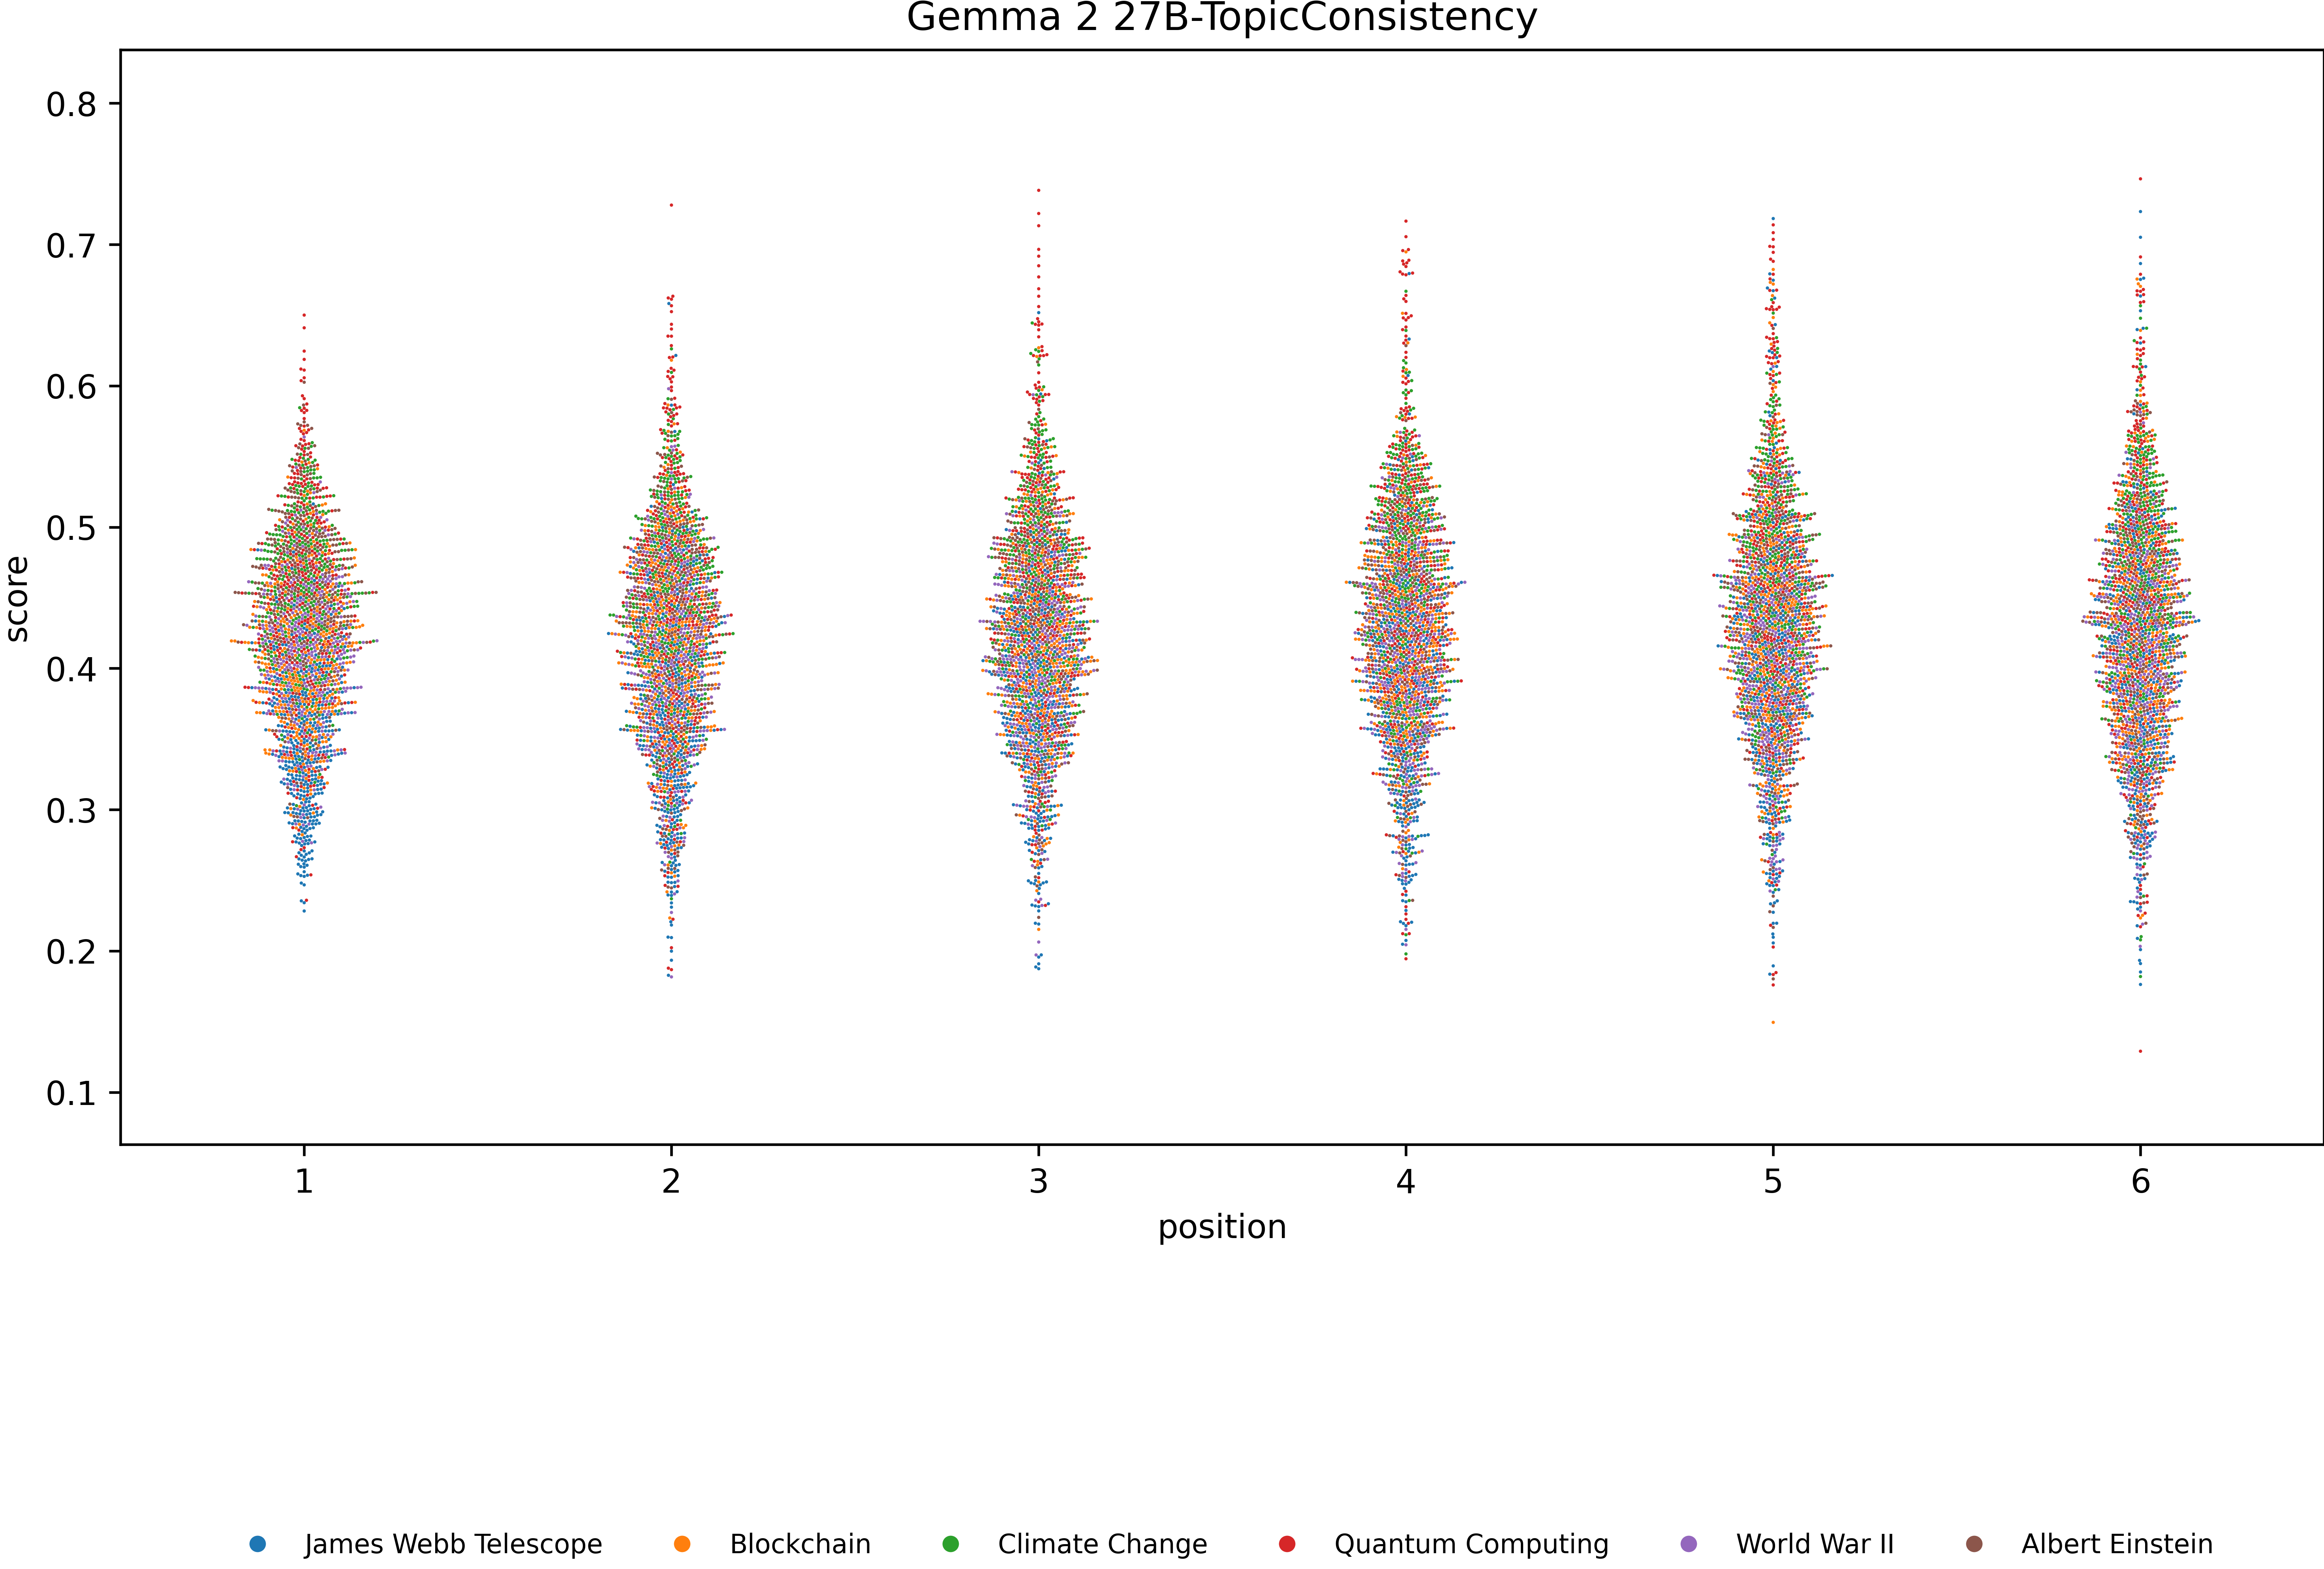 Gemma 2 27B-TopicConsistency
0.8
0.7
0.6
0.5
0.4
0.3
0.2
0.1
score
1 2 3 4 5 6
position
James Webb Telescope Blockchain Climate Change Quantum Computing World War II Albert Einstein